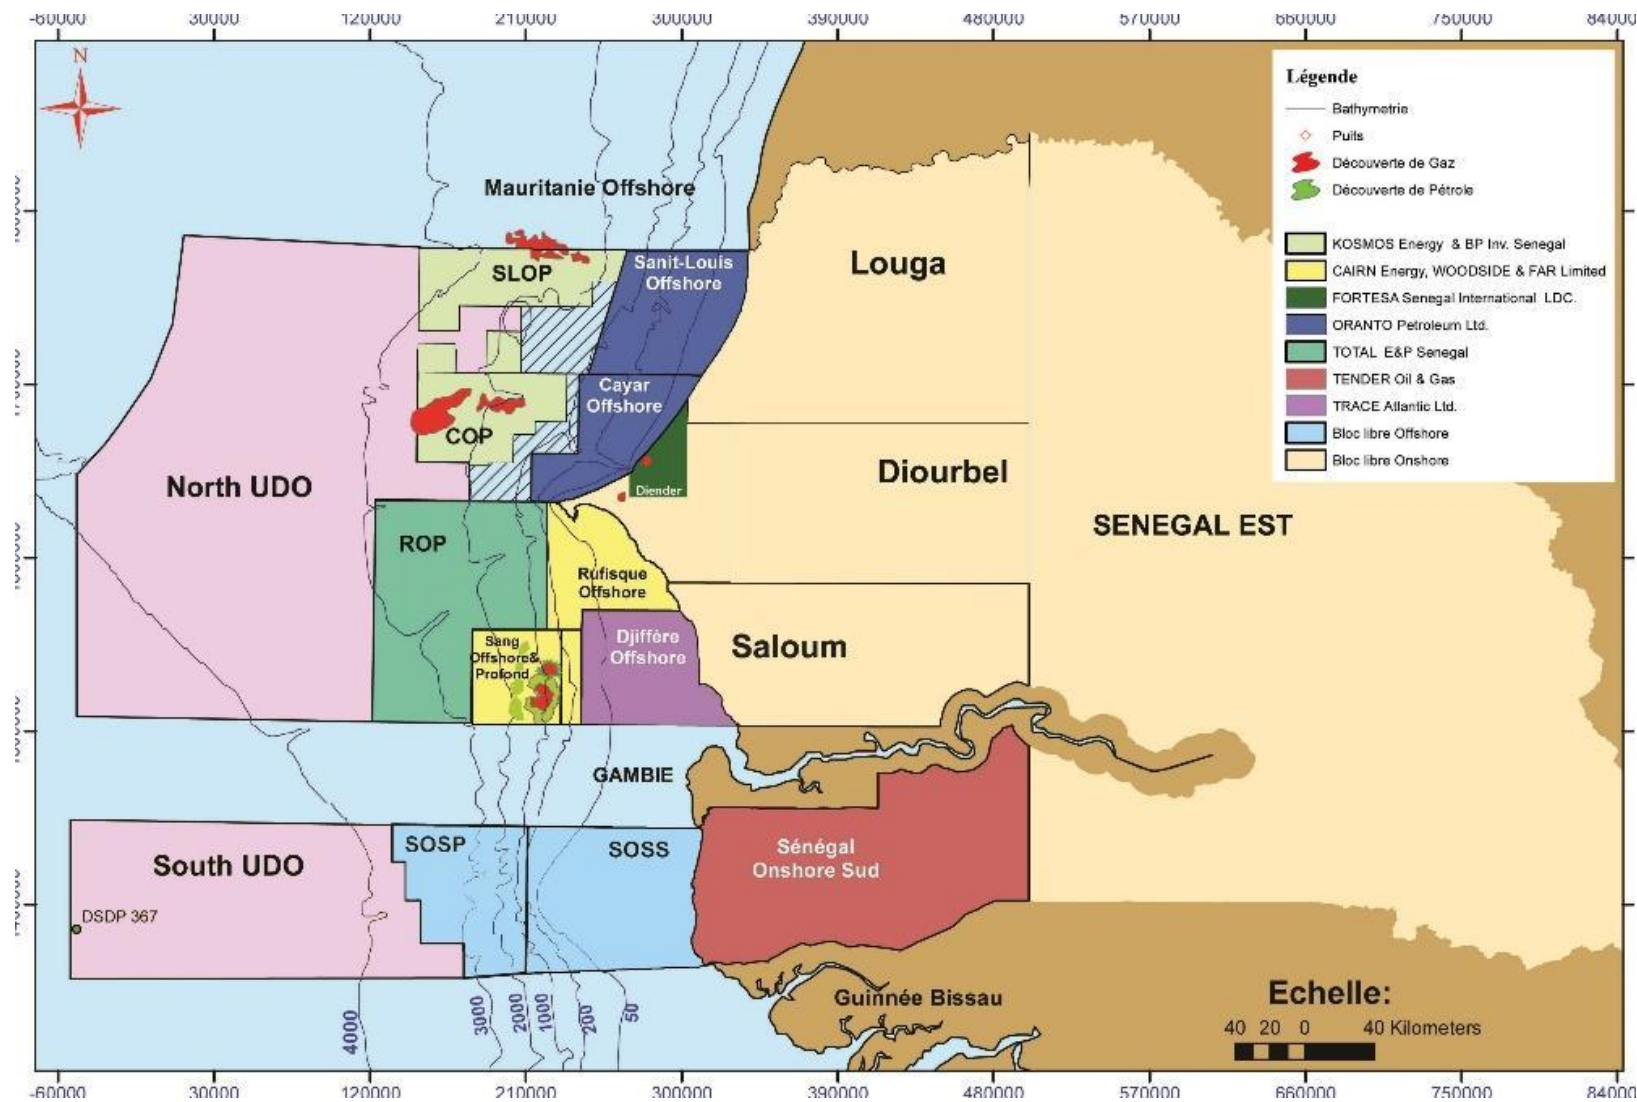 -60000 30000 120000 210000 300000 390000 480000 570000 660000 750000 84000
N
Mauritanie Offshore
SLOP
Sanit-Louis
Offshore
Louga
Cayar
Offshore
COP
North UDO
Diender
Diourbel
SENEGAL EST
ROP
Rufisque
Offshore
Sang
Offshore&
Profond
Djiffère
Offshore
Saloum
GAMBIE
SOSP
SOSS
South UDO
Sénégal
Onshore Sud
DSDP 367
Guinnée Bissau
4000
3000
2000
1000
200
50
Légende
Bathymetrie
Puits
Découverte de Gaz
Découverte de Pétrole
KOSMOS Energy & BP Inv. Senegal
CAIRN Energy, WOODSIDE & FAR Limited
FORTESA Senegal International LDC.
ORANTO Petroleum Ltd.
TOTAL E&P Senegal
TENDER Oil & Gas
TRACE Atlantic Ltd.
Bloc libre Offshore
Bloc libre Onshore
Echelle:
40 20 0 40 Kilometers
-60000 30000 120000 210000 300000 390000 480000 570000 660000 750000 84000